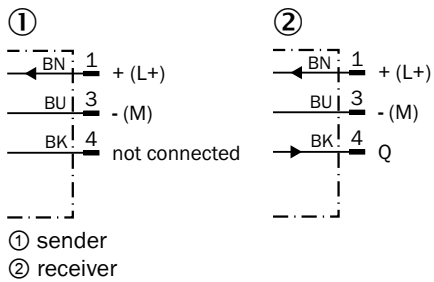 ① ②
BN 1 + (L+) BN 1 + (L+)
BU 3 - (M) BU 3 - (M)
BK 4 not connected BK 4 Q
① sender
② receiver